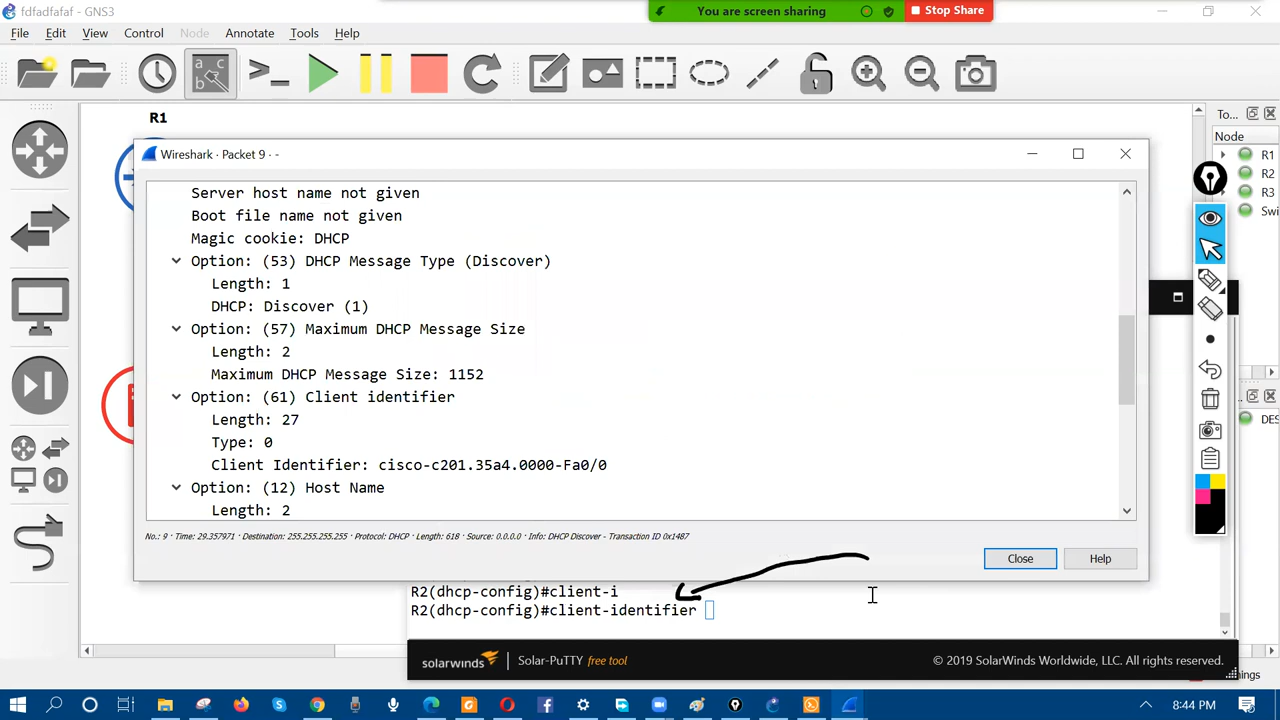 fdfadfafaf - GNS3
You are screen sharing
Stop Share
File Edit View Control Node Annotate Tools Help
R1
To...
Node
R1
R2
R3
Swi
Wireshark · Packet 9 · -
Server host name not given
Boot file name not given
Magic cookie: DHCP
Option: (53) DHCP Message Type (Discover)
Length: 1
DHCP: Discover (1)
Option: (57) Maximum DHCP Message Size
Length: 2
Maximum DHCP Message Size: 1152
Option: (61) Client identifier
Length: 27
Type: 0
Client Identifier: cisco-c201.35a4.0000-Fa0/0
Option: (12) Host Name
Length: 2
No.: 9 · Time: 29.357971 · Destination: 255.255.255.255 · Protocol: DHCP · Length: 618 · Source: 0.0.0.0 · Info: DHCP Discover - Transaction ID 0x1487
Close
Help
DES
R2(dhcp-config)#client-i
R2(dhcp-config)#client-identifier
solarwinds
Solar-PuTTY free tool
© 2019 SolarWinds Worldwide, LLC. All rights reserved.
8:44 PM